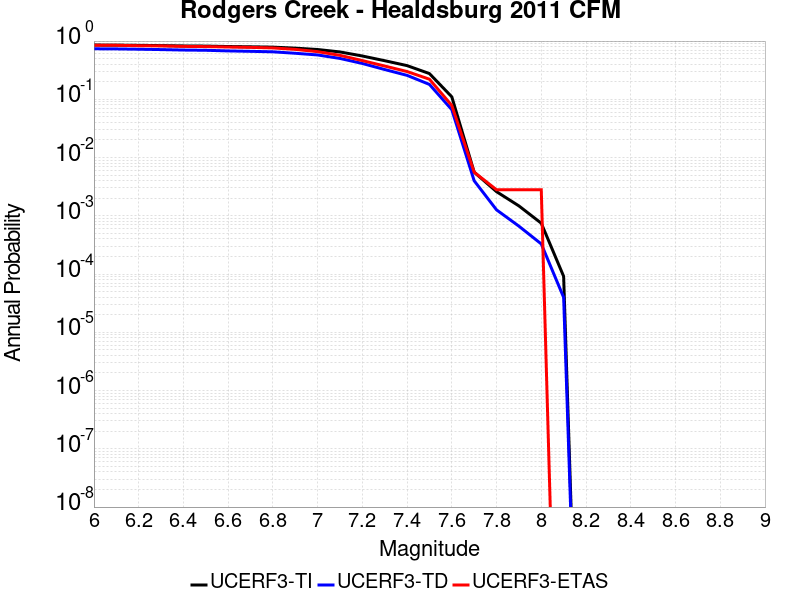 Rodgers Creek - Healdsburg 2011 CFM
Annual Probability
10^0
10^-1
10^-2
10^-3
10^-4
10^-5
10^-6
10^-7
10^-8
6 6.2 6.4 6.6 6.8 7 7.2 7.4 7.6 7.8 8 8.2 8.4 8.6 8.8 9
Magnitude
UCERF3-TI UCERF3-TD UCERF3-ETAS